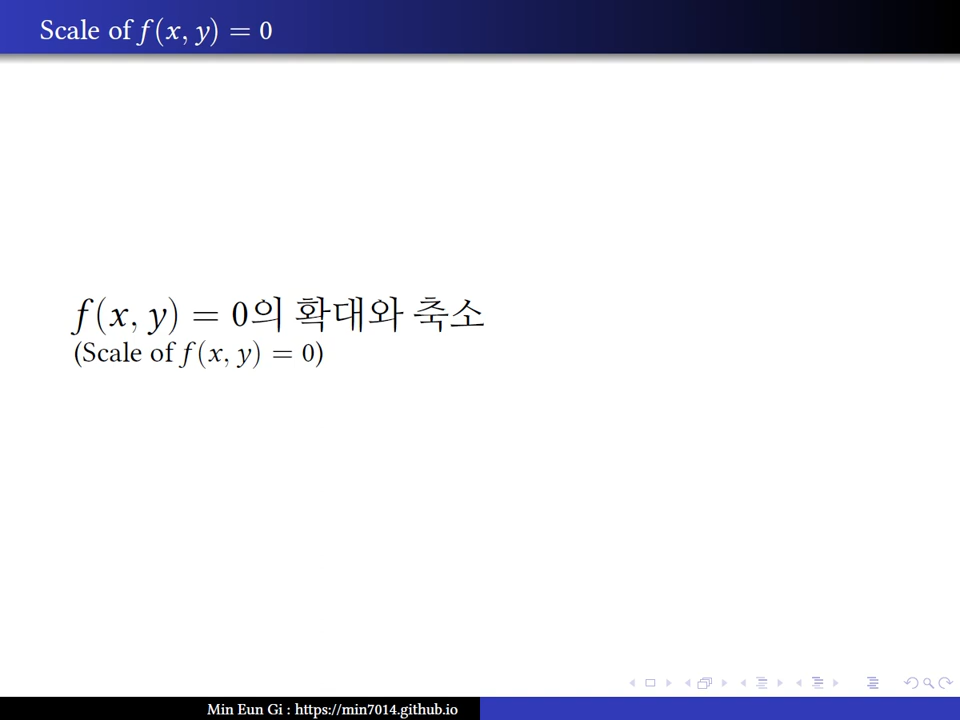 Scale of f(x, y) = 0
f(x, y) = 0의 확대와 축소
(Scale of f(x, y) = 0)
Min Eun Gi : https://min7014.github.io